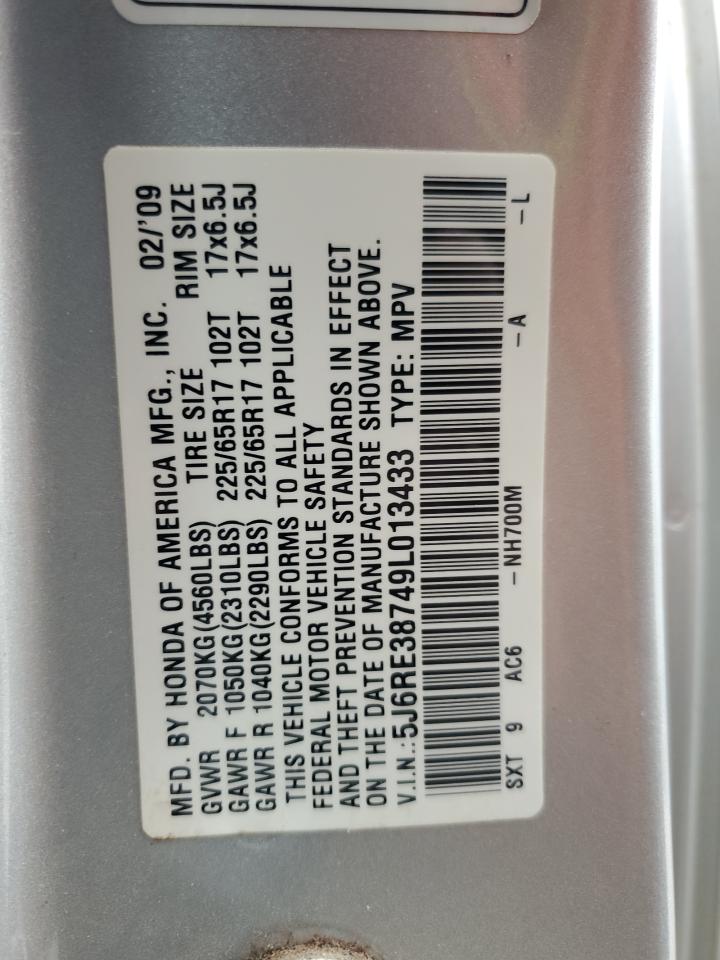 MFD. BY HONDA OF AMERICA MFG., INC. 02/'09
TIRE SIZE RIM SIZE
GVWR 2070KG(4560LBS)
GAWR F 1050KG(2310LBS) 225/65R17 102T 17x6.5J
GAWR R 1040KG(2290LBS) 225/65R17 102T 17x6.5J
THIS VEHICLE CONFORMS TO ALL APPLICABLE
FEDERAL MOTOR VEHICLE SAFETY
AND THEFT PREVENTION STANDARDS IN EFFECT
ON THE DATE OF MANUFACTURE SHOWN ABOVE.
V.I.N.:5J6RE38749L013433 TYPE: MPV
SXT 9 AC6 -NH700M -A -L